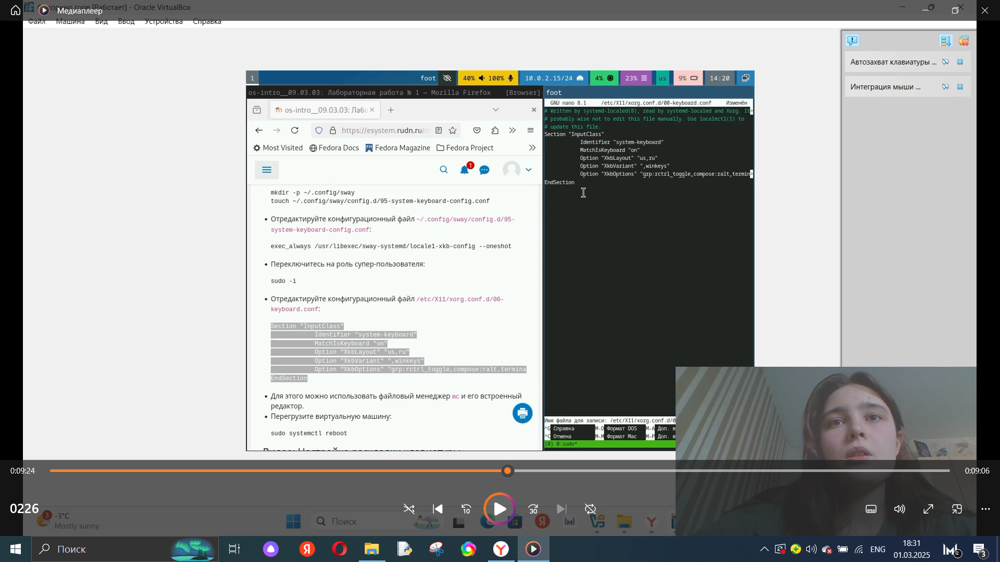 [Работает] - Oracle VirtualBox
Медиаплеер
Файл Машина Вид Ввод Устройства Справка
Автозахват клавиатуры ...
Интеграция мыши ...
1 foot 40% 100% 10.0.2.15/24 4% 23% us 9% 14:20
os-intro__09.03.03: Лабораторная работа № 1 — Mozilla Firefox [Browser]
os-intro__09.03.03: Лабо
https://esystem.rudn.ru/m
Most Visited Fedora Docs Fedora Magazine Fedora Project
1
mkdir -p ~/.config/sway
touch ~/.config/sway/config.d/95-system-keyboard-config.conf
• Отредактируйте конфигурационный файл ~/.config/sway/config.d/95-
system-keyboard-config.conf:
exec_always /usr/libexec/sway-systemd/locale1-xkb-config --oneshot
• Переключитесь на роль супер-пользователя:
sudo -i
• Отредактируйте конфигурационный файл /etc/X11/xorg.conf.d/00-
keyboard.conf:
Section "InputClass"
Identifier "system-keyboard"
MatchIsKeyboard "on"
Option "XkbLayout" "us,ru"
Option "XkbVariant" ",winkeys"
Option "XkbOptions" "grp:rctrl_toggle,compose:ralt,termina
EndSection
• Для этого можно использовать файловый менеджер mc и его встроенный
редактор.
• Перегрузите виртуальную машину:
sudo systemctl reboot
foot
GNU nano 8.1 /etc/X11/xorg.conf.d/00-keyboard.conf Изменён
# Written by systemd-localed(8), read by systemd-localed and Xorg. It>
# probably wise not to edit this file manually. Use localectl(1) to
# update this file.
Section "InputClass"
Identifier "system-keyboard"
MatchIsKeyboard "on"
Option "XkbLayout" "us,ru"
Option "XkbVariant" ",winkeys"
Option "XkbOptions" "grp:rctrl_toggle,compose:ralt,termin>
EndSection
Имя файла для записи: /etc/X11/xorg.conf.d/0
^G Справка M-D Формат DOS M-A Доп. в
^C Отмена M-M Формат Mac M-P Доп. в
[0] 0:sudo*
0:09:24 0:09:06
0226
10 30
3 -3°C
Mostly sunny
Поиск
Поиск
ENG
18:31
01.03.2025
2
3